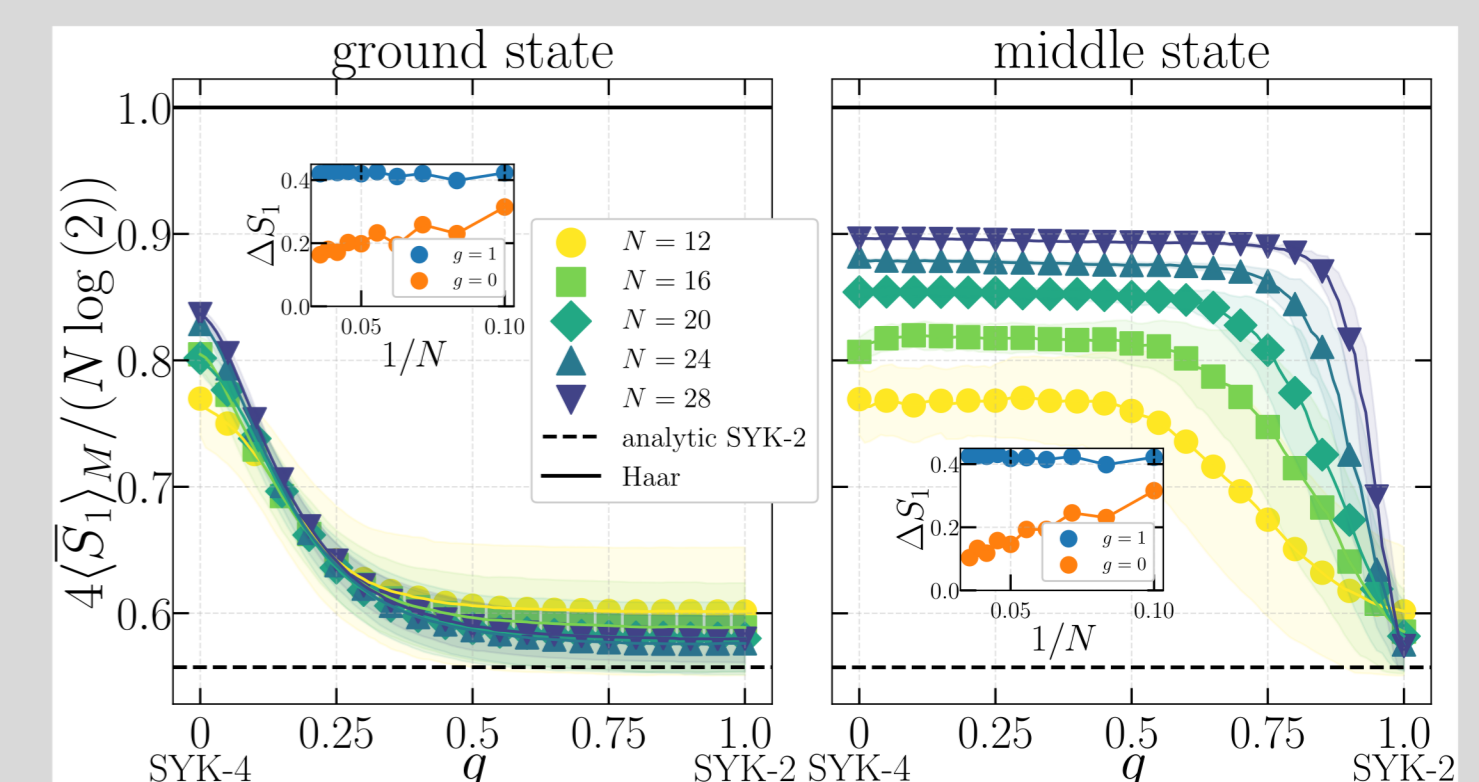 ground state
middle state
4⟨S̄₁⟩_M/(N log (2))
1.0
0.9
0.8
0.7
0.6
0.4
0.2
0.0
ΔS₁
0.05
0.10
1/N
g = 1
g = 0
N = 12
N = 16
N = 20
N = 24
N = 28
analytic SYK-2
Haar
0.4
0.2
0.0
ΔS₁
0.05
0.10
1/N
g = 1
g = 0
0 0.25 0.5 0.75 1.0
SYK-4 g SYK-2
0 0.25 0.5 0.75 1.0
SYK-4 g SYK-2